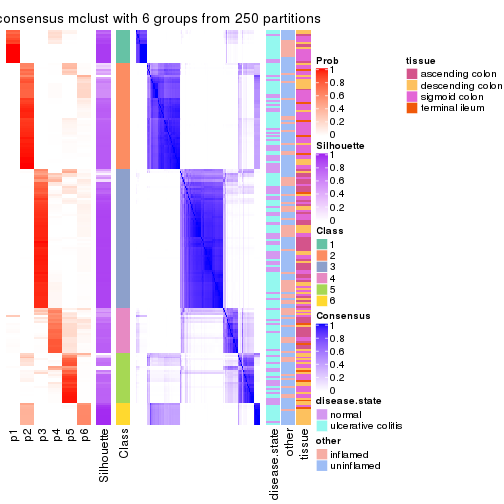 consensus mclust with 6 groups from 250 partitions
Prob
1
0.8
0.6
0.4
0.2
0
Silhouette
1
0.8
0.6
0.4
0.2
0
Class
1
2
3
4
5
6
Consensus
1
0.8
0.6
0.4
0.2
0
disease.state
normal
ulcerative colitis
other
inflamed
uninflamed
tissue
ascending colon
descending colon
sigmoid colon
terminal ileum
p1
p2
p3
p4
p5
p6
Silhouette
Class
disease.state
other
tissue